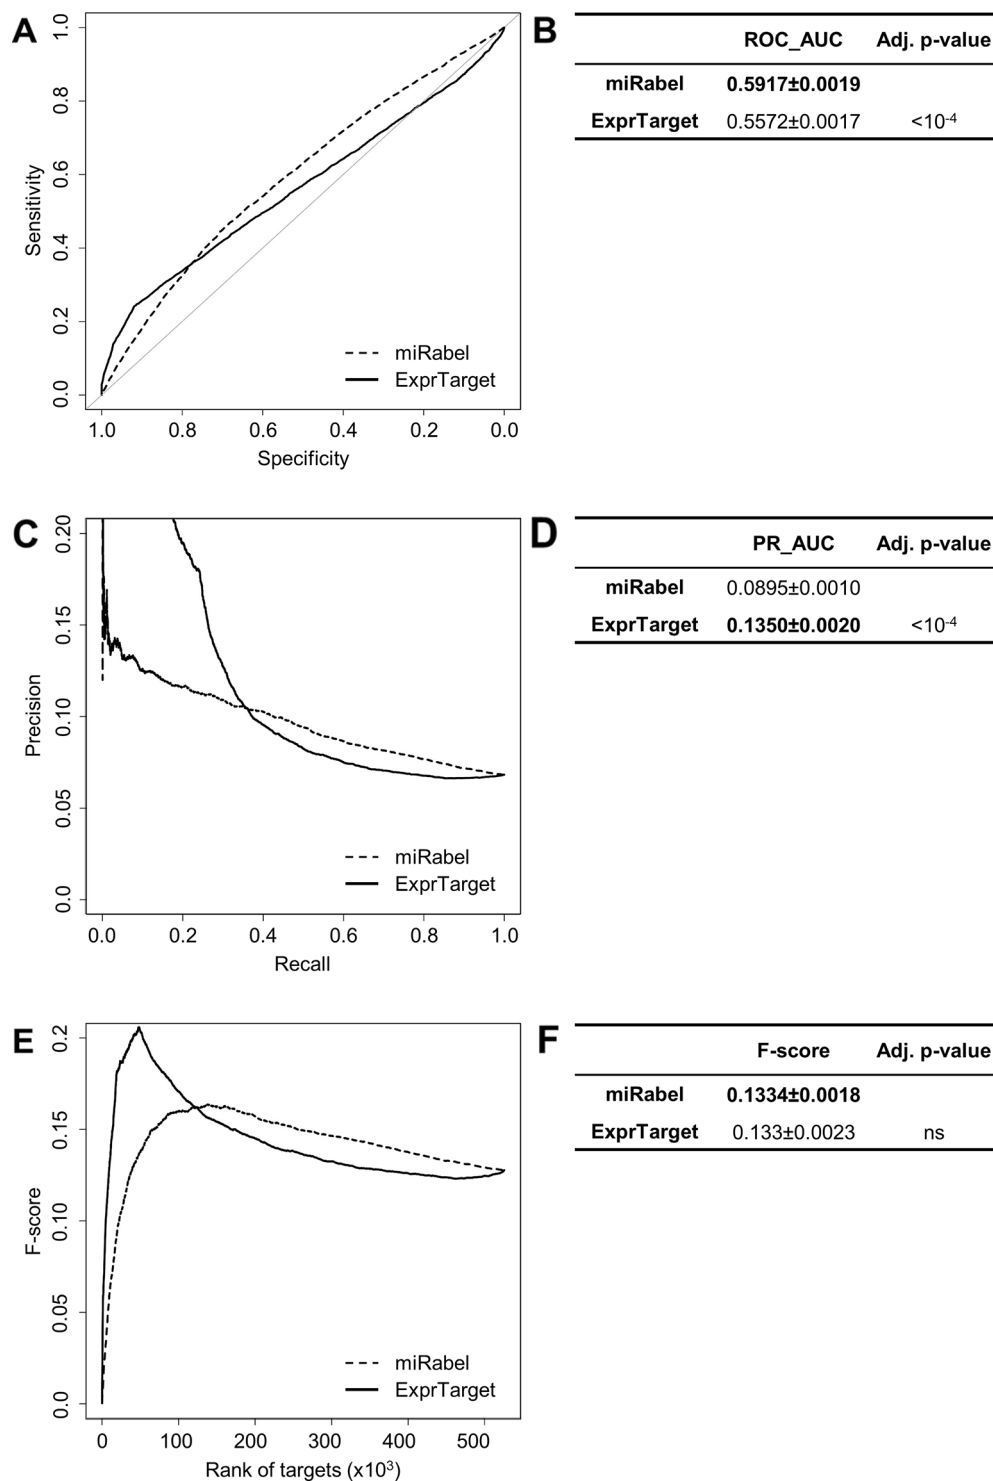 A
1.0
0.8
0.6
0.4
0.2
0.0
Sensitivity
1.0 0.8 0.6 0.4 0.2 0.0
Specificity
miRabel
ExprTarget
B
ROC_AUC Adj. p-value
miRabel 0.5917±0.0019
ExprTarget 0.5572±0.0017 <10-4
C
0.20
0.15
0.10
0.05
0.0
Precision
0.0 0.2 0.4 0.6 0.8 1.0
Recall
miRabel
ExprTarget
D
PR_AUC Adj. p-value
miRabel 0.0895±0.0010
ExprTarget 0.1350±0.0020 <10-4
E
0.2
0.15
0.10
0.05
0.0
F-score
0 100 200 300 400 500
Rank of targets (x10³)
miRabel
ExprTarget
F
F-score Adj. p-value
miRabel 0.1334±0.0018
ExprTarget 0.133±0.0023 ns